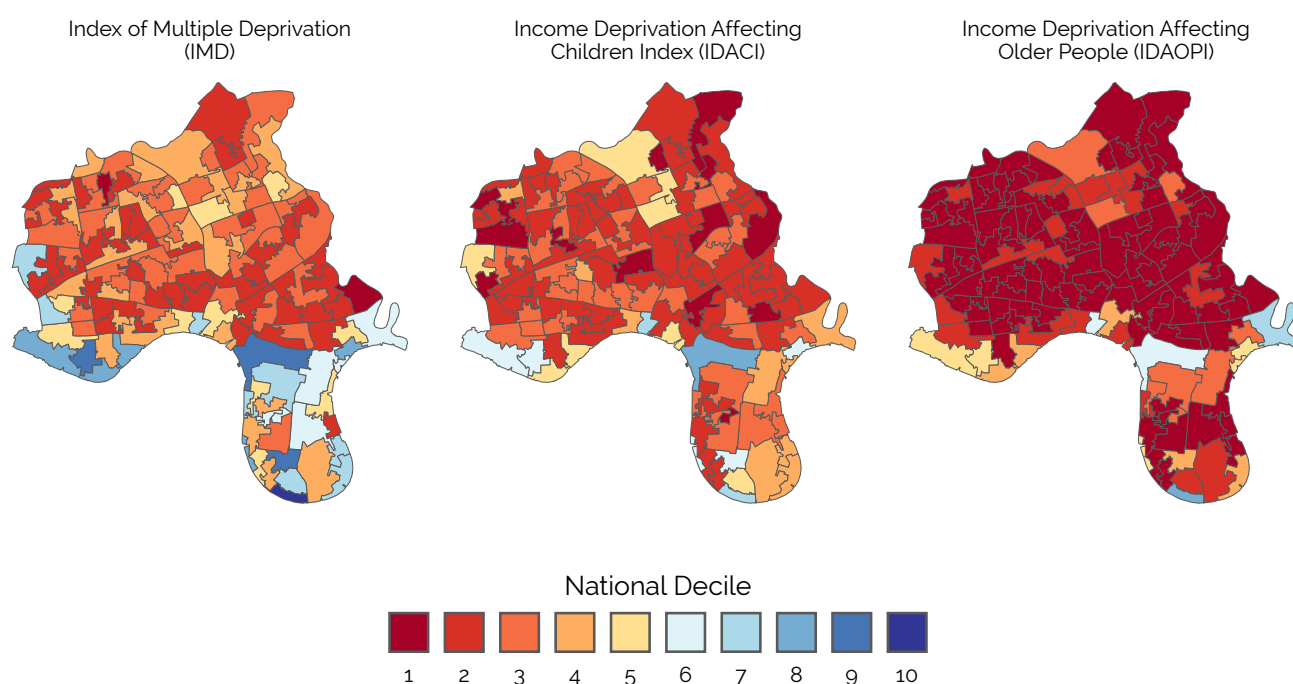 Index of Multiple Deprivation
(IMD)
Income Deprivation Affecting
Children Index (IDACI)
Income Deprivation Affecting
Older People (IDAOPI)
National Decile
1 2 3 4 5 6 7 8 9 10